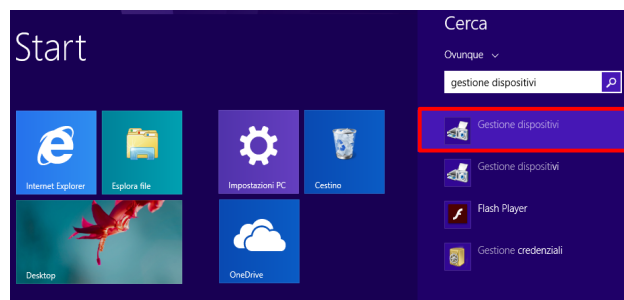 Start
Internet Explorer
Esplora file
Impostazioni PC
Cestino
Desktop
OneDrive
Cerca
Ovunque
gestione dispositivi
Gestione dispositivi
Gestione dispositivi
Flash Player
Gestione credenziali